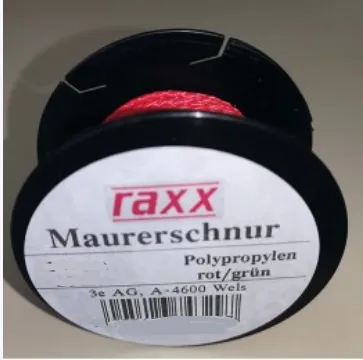 raxx
Maurerschnur
Polypropylen
rot/grün
3e AG, A-4600 Wels